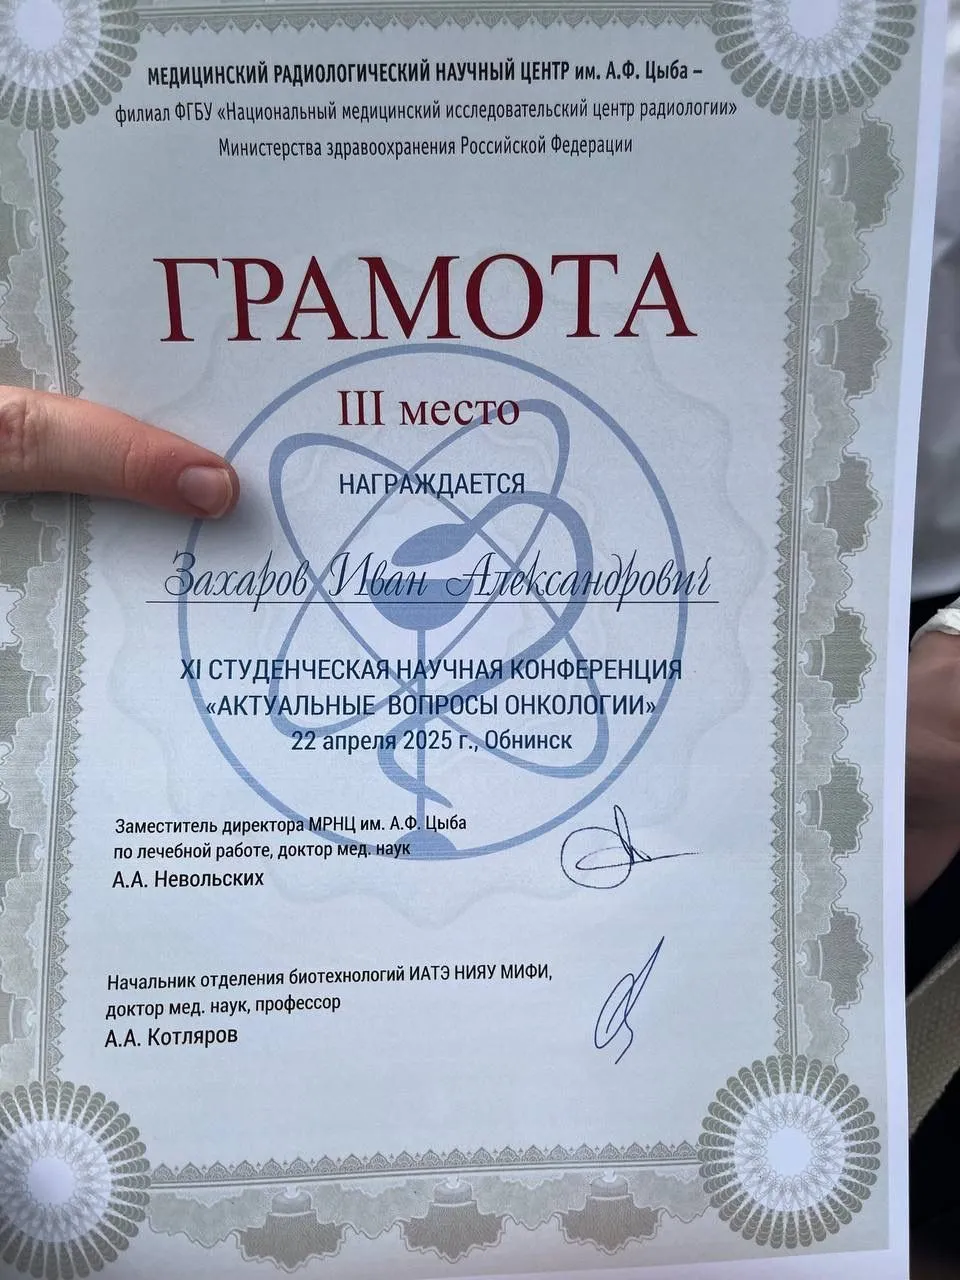 МЕДИЦИНСКИЙ РАДИОЛОГИЧЕСКИЙ НАУЧНЫЙ ЦЕНТР им. А.Ф. Цыба –
филиал ФГБУ «Национальный медицинский исследовательский центр радиологии»
Министерства здравоохранения Российской Федерации
ГРАМОТА
III место
НАГРАЖДАЕТСЯ
Захаров Иван Александрович
XI СТУДЕНЧЕСКАЯ НАУЧНАЯ КОНФЕРЕНЦИЯ
«АКТУАЛЬНЫЕ ВОПРОСЫ ОНКОЛОГИИ»
22 апреля 2025 г., Обнинск
Заместитель директора МРНЦ им. А.Ф. Цыба
по лечебной работе, доктор мед. наук
А.А. Невольских
Начальник отделения биотехнологий ИАТЭ НИЯУ МИФИ,
доктор мед. наук, профессор
А.А. Котляров